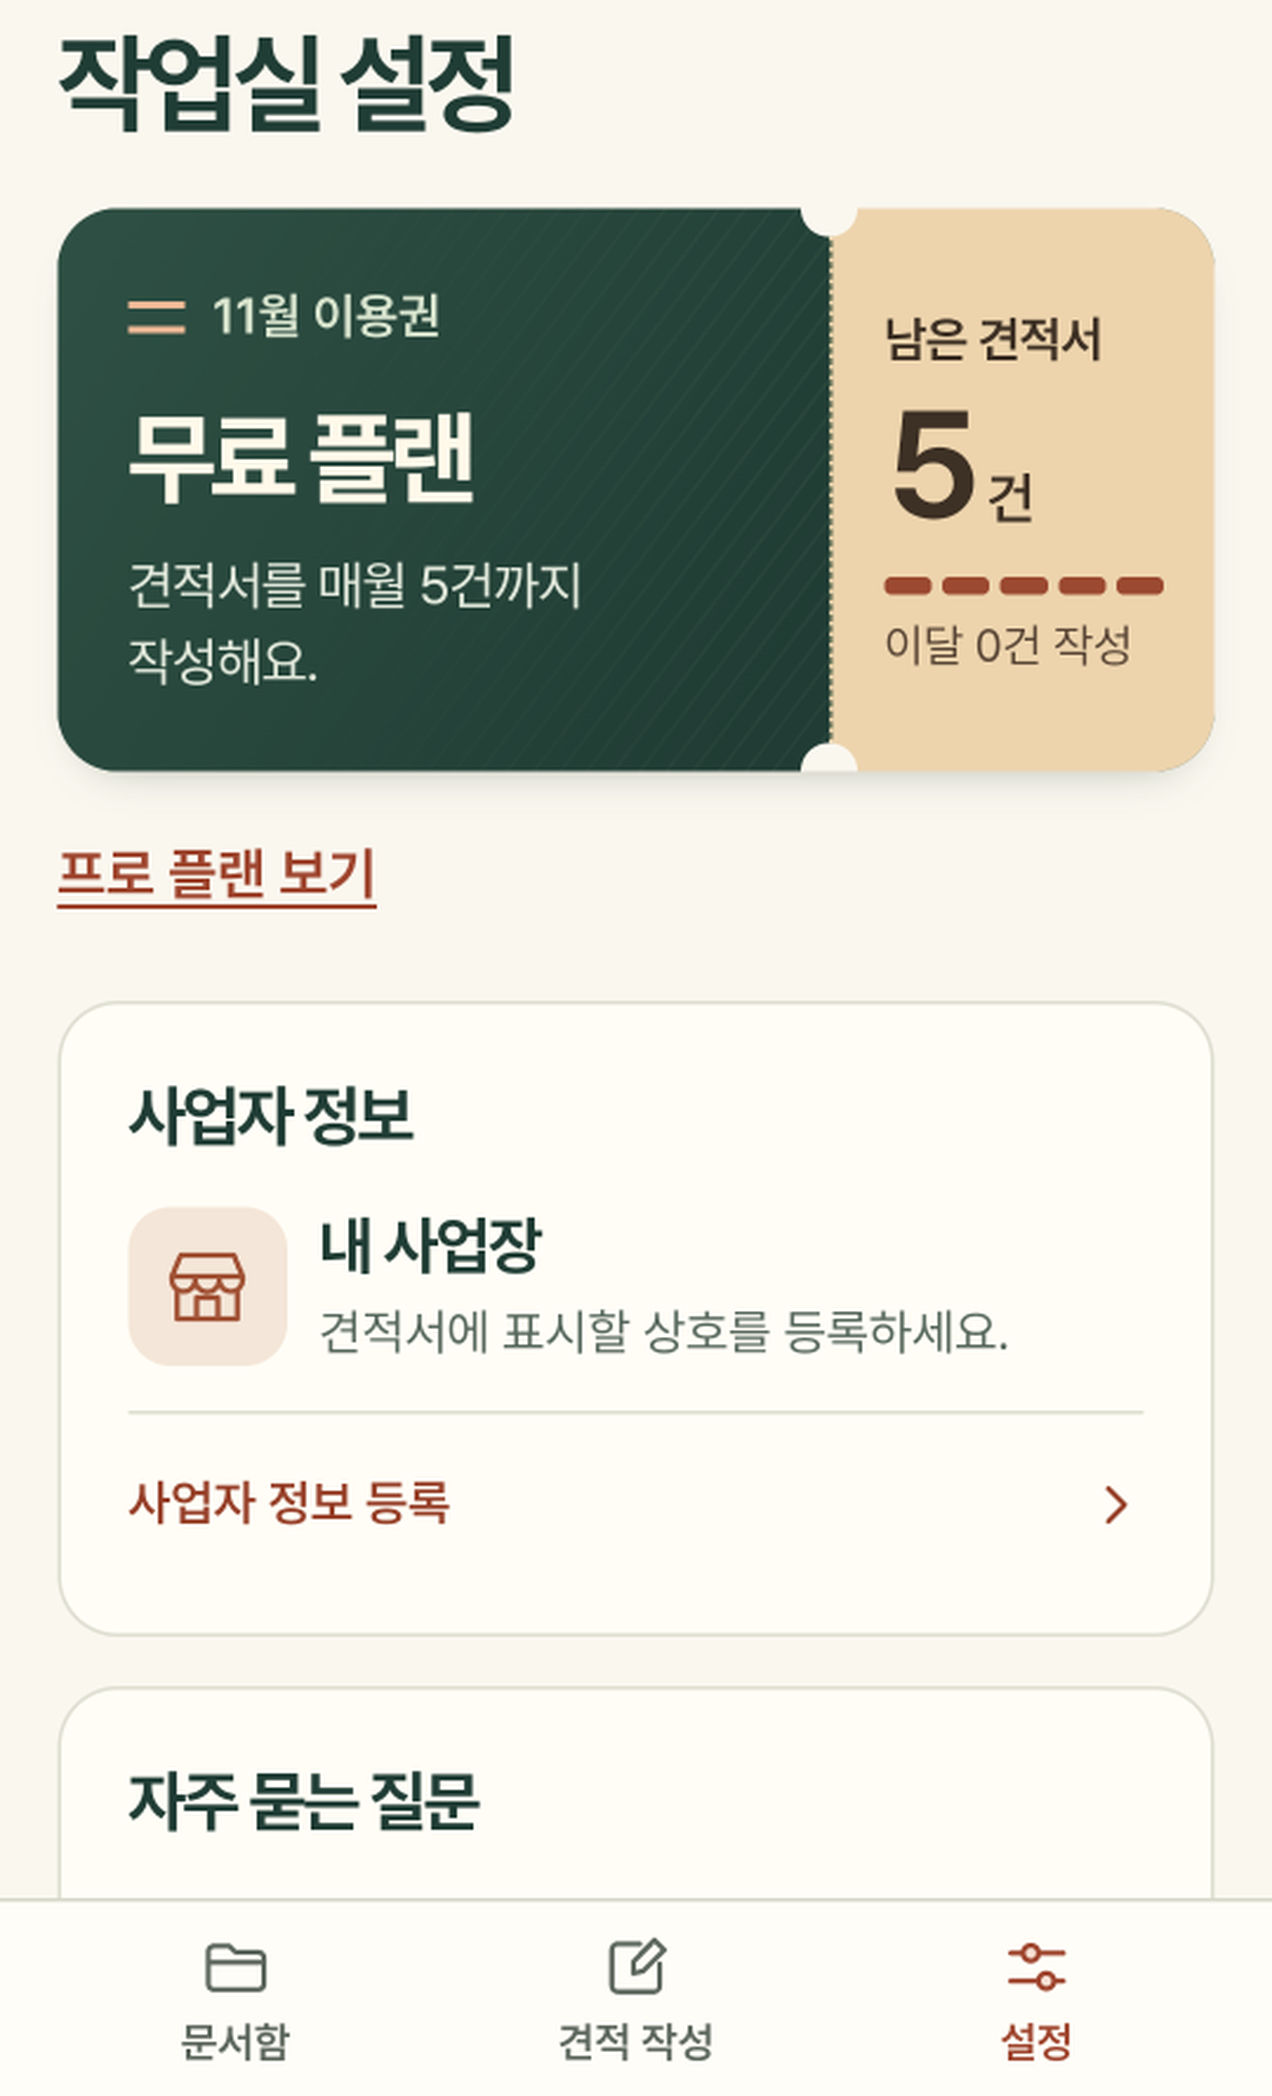 작업실 설정
11월 이용권
무료 플랜
견적서를 매월 5건까지
작성해요.
남은 견적서
5건
이달 0건 작성
프로 플랜 보기
사업자 정보
내 사업장
견적서에 표시할 상호를 등록하세요.
사업자 정보 등록
자주 묻는 질문
문서함
견적 작성
설정